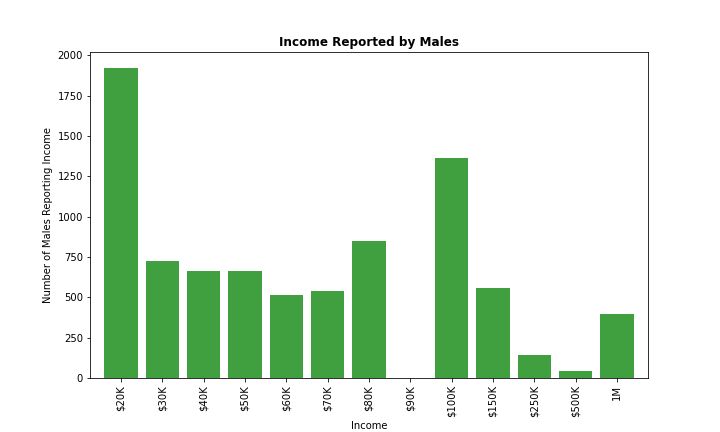 Income Reported by Males
Number of Males Reporting Income
2000
1750
1500
1250
1000
750
500
250
0
$20K
$30K
$40K
$50K
$60K
$70K
$80K
$90K
$100K
$150K
$250K
$500K
1M
Income